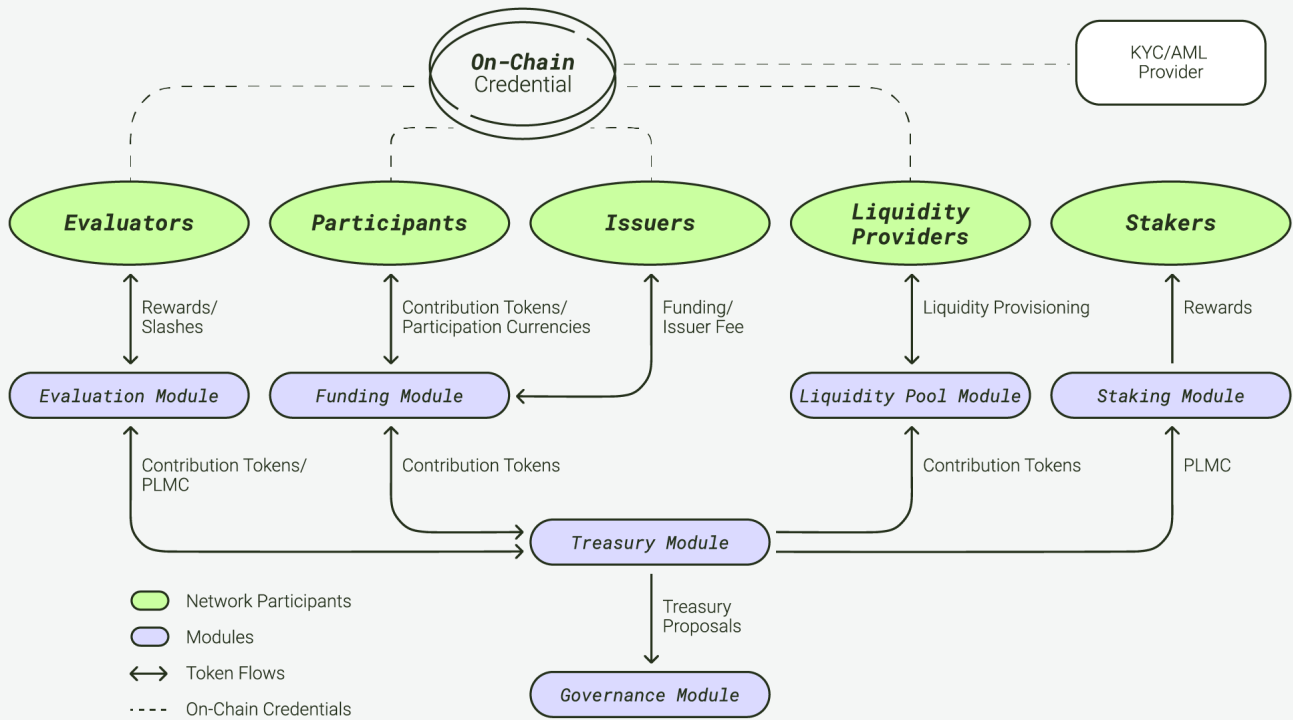 On-Chain
Credential
KYC/AML
Provider
Evaluators
Participants
Issuers
Liquidity
Providers
Stakers
Rewards/
Slashes
Contribution Tokens/
Participation Currencies
Funding/
Issuer Fee
Liquidity Provisioning
Rewards
Evaluation Module
Funding Module
Liquidity Pool Module
Staking Module
Contribution Tokens/
PLMC
Contribution Tokens
Contribution Tokens
PLMC
Treasury Module
Treasury
Proposals
Governance Module
Network Participants
Modules
Token Flows
On-Chain Credentials